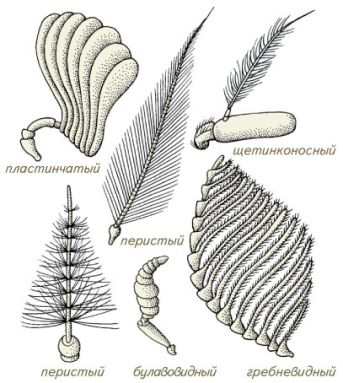 пластинчатый
щетинконосный
перистый
перистый
булавовидный
гребневидный